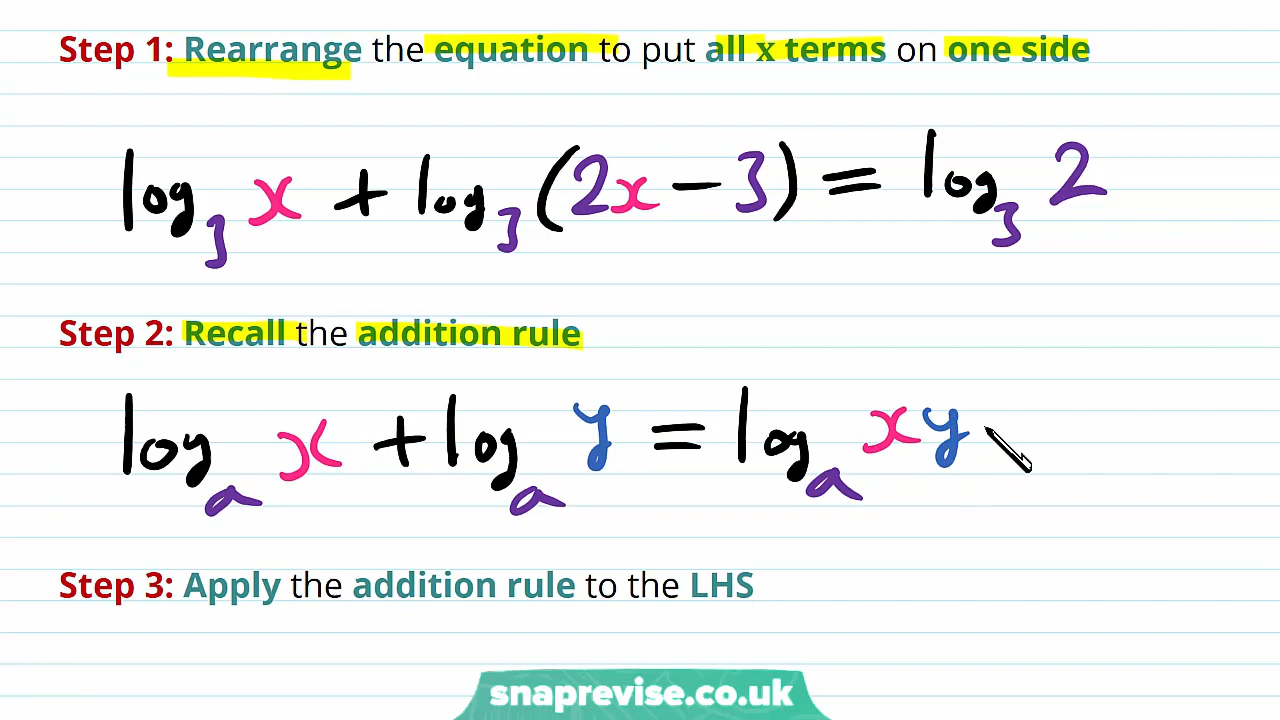 Step 1: Rearrange the equation to put all x terms on one side
log₃ x + log₃ (2x − 3) = log₃ 2
Step 2: Recall the addition rule
logₐ x + logₐ y = logₐ xy
Step 3: Apply the addition rule to the LHS
snaprevise.co.uk